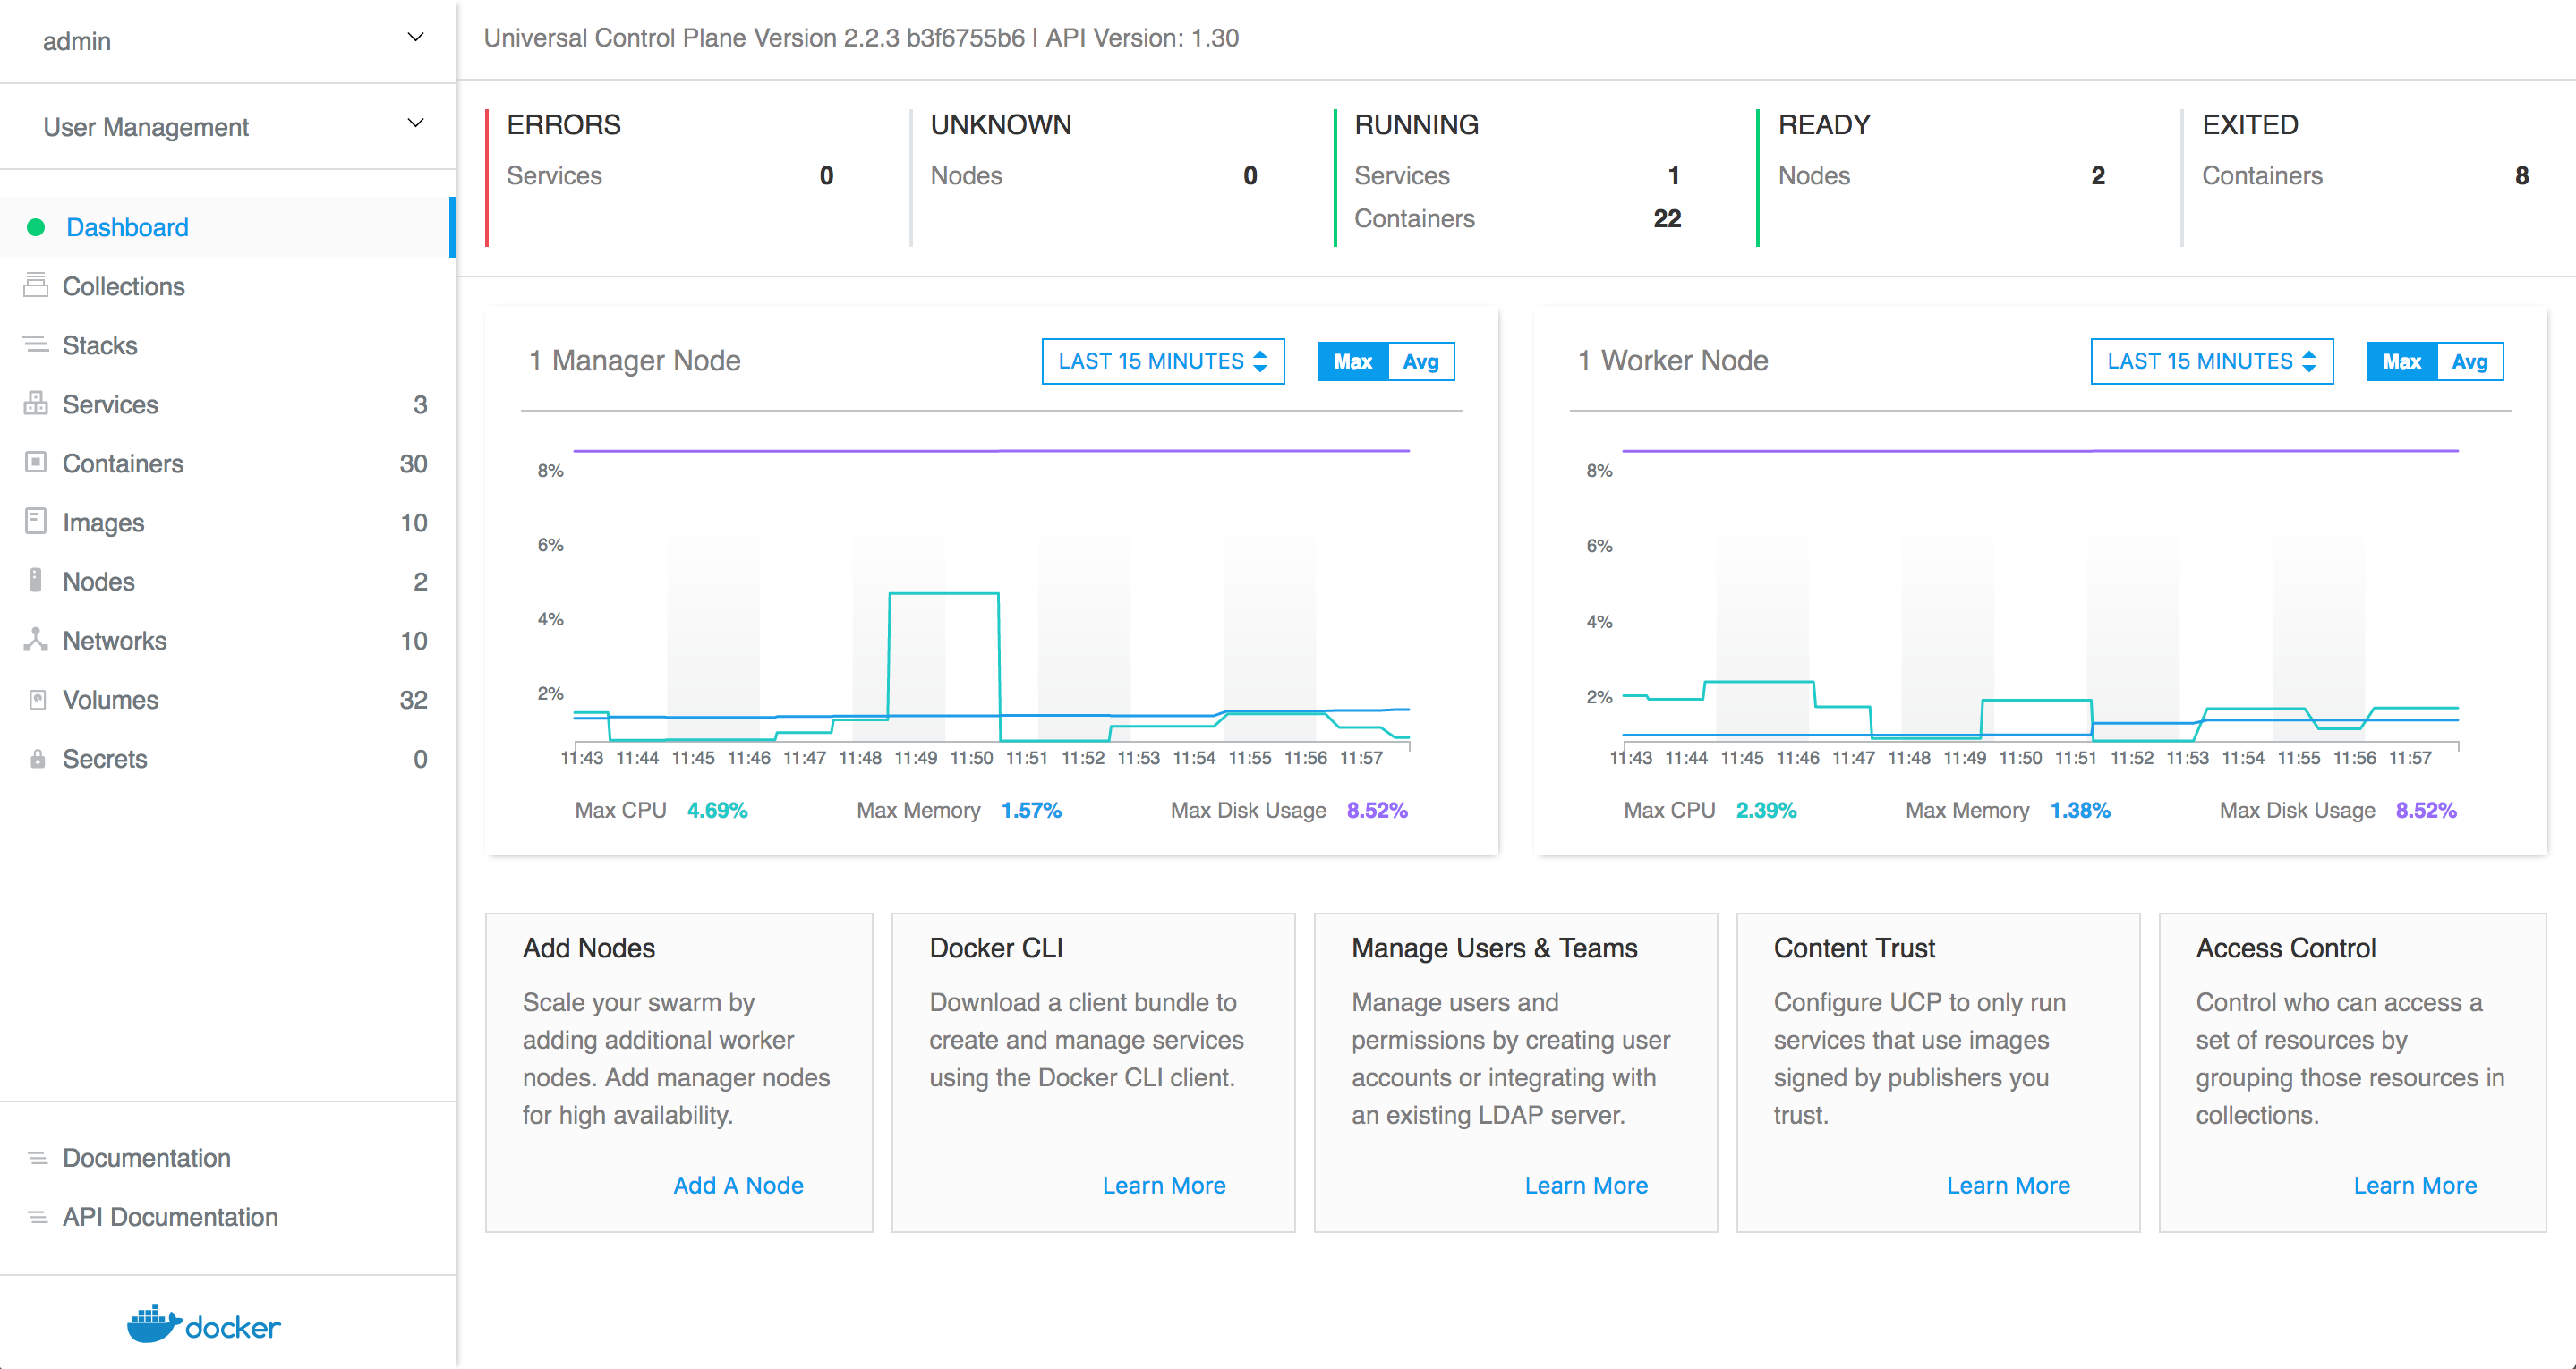 admin
User Management
Dashboard
Collections
Stacks
Services 3
Containers 30
Images 10
Nodes 2
Networks 10
Volumes 32
Secrets 0
Documentation
API Documentation
docker
Universal Control Plane Version 2.2.3 b3f6755b6 | API Version: 1.30
ERRORS
Services 0
UNKNOWN
Nodes 0
RUNNING
Services 1
Containers 22
READY
Nodes 2
EXITED
Containers 8
1 Manager Node LAST 15 MINUTES Max Avg
8%
6%
4%
2%
11:43 11:44 11:45 11:46 11:47 11:48 11:49 11:50 11:51 11:52 11:53 11:54 11:55 11:56 11:57
Max CPU 4.69% Max Memory 1.57% Max Disk Usage 8.52%
1 Worker Node LAST 15 MINUTES Max Avg
8%
6%
4%
2%
11:43 11:44 11:45 11:46 11:47 11:48 11:49 11:50 11:51 11:52 11:53 11:54 11:55 11:56 11:57
Max CPU 2.39% Max Memory 1.38% Max Disk Usage 8.52%
Add Nodes
Scale your swarm by
adding additional worker
nodes. Add manager nodes
for high availability.
Add A Node
Docker CLI
Download a client bundle to
create and manage services
using the Docker CLI client.
Learn More
Manage Users & Teams
Manage users and
permissions by creating user
accounts or integrating with
an existing LDAP server.
Learn More
Content Trust
Configure UCP to only run
services that use images
signed by publishers you
trust.
Learn More
Access Control
Control who can access a
set of resources by
grouping those resources in
collections.
Learn More